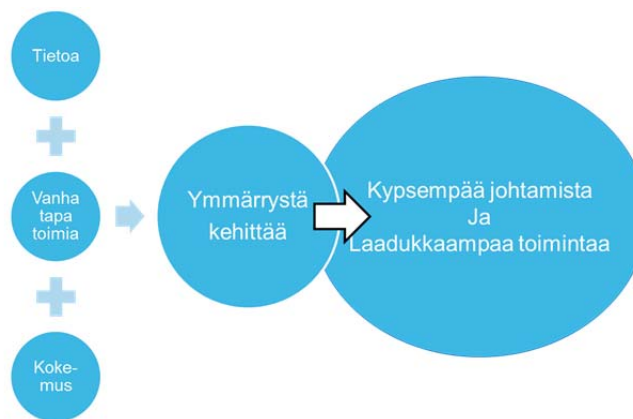 Tietoa
Vanha
tapa
toimia
Koke-
mus
Ymmärrystä
kehittää
Kypsempää johtamista
Ja
Laadukkaampaa toimintaa